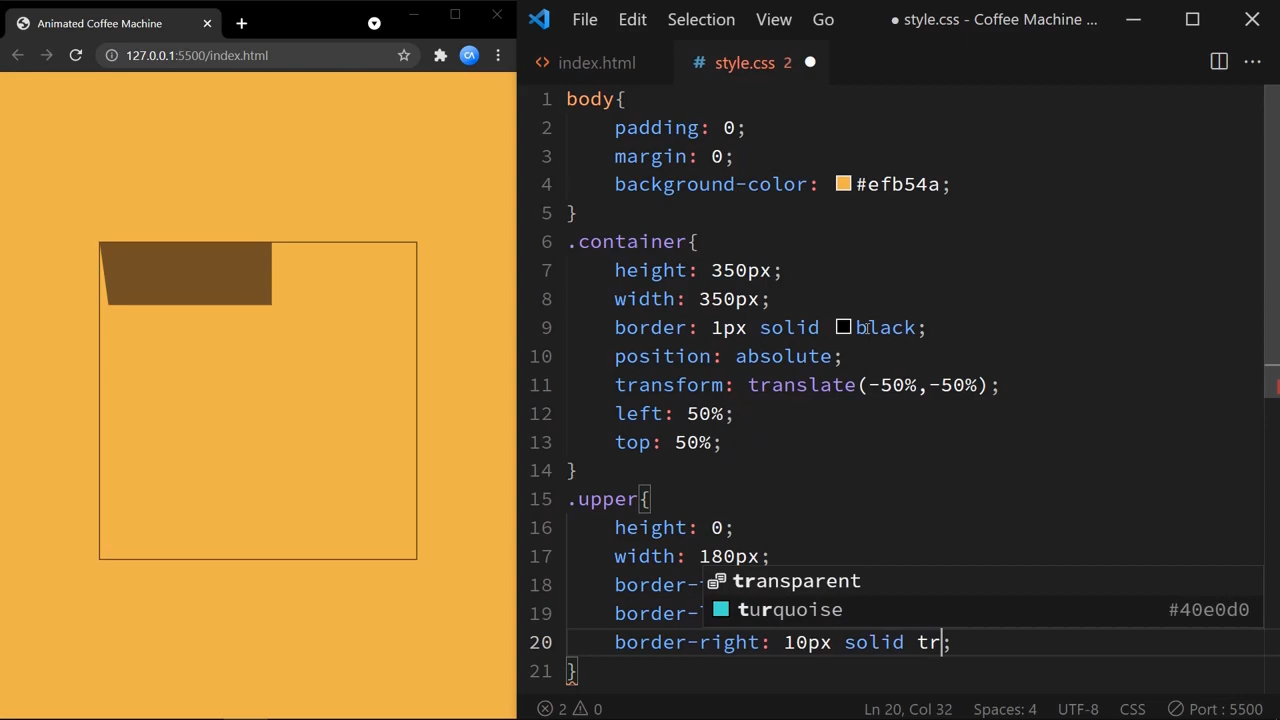 Animated Coffee Machine
127.0.0.1:5500/index.html
File Edit Selection View Go
style.css - Coffee Machine ...
index.html
# style.css 2
1 body{
2 padding: 0;
3 margin: 0;
4 background-color: #efb54a;
5 }
6 .container{
7 height: 350px;
8 width: 350px;
9 border: 1px solid black;
10 position: absolute;
11 transform: translate(-50%,-50%);
12 left: 50%;
13 top: 50%;
14 }
15 .upper{
16 height: 0;
17 width: 180px;
18 border-
transparent
19 border-
turquoise #40e0d0
20 border-right: 10px solid tr;
21 }
2 0
Ln 20, Col 32 Spaces: 4 UTF-8 CSS Port : 5500